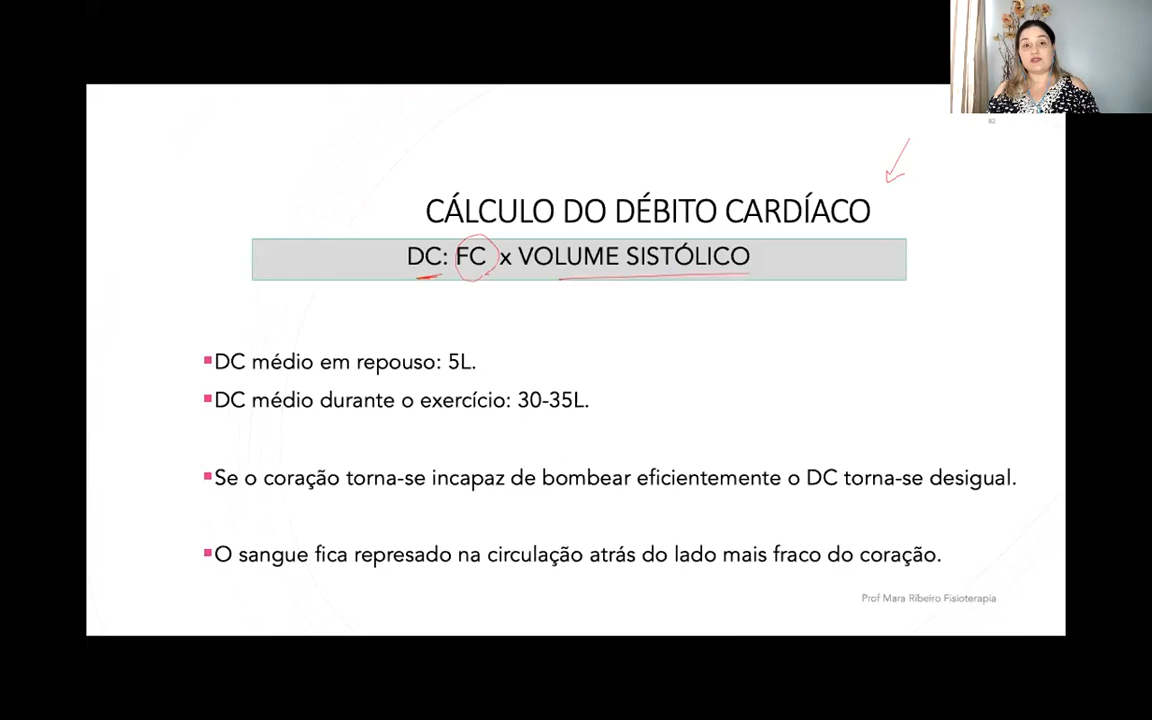 82
CÁLCULO DO DÉBITO CARDÍACO
DC: FC x VOLUME SISTÓLICO
▪DC médio em repouso: 5L.
▪DC médio durante o exercício: 30-35L.
▪Se o coração torna-se incapaz de bombear eficientemente o DC torna-se desigual.
▪O sangue fica represado na circulação atrás do lado mais fraco do coração.
Prof Mara Ribeiro Fisioterapia